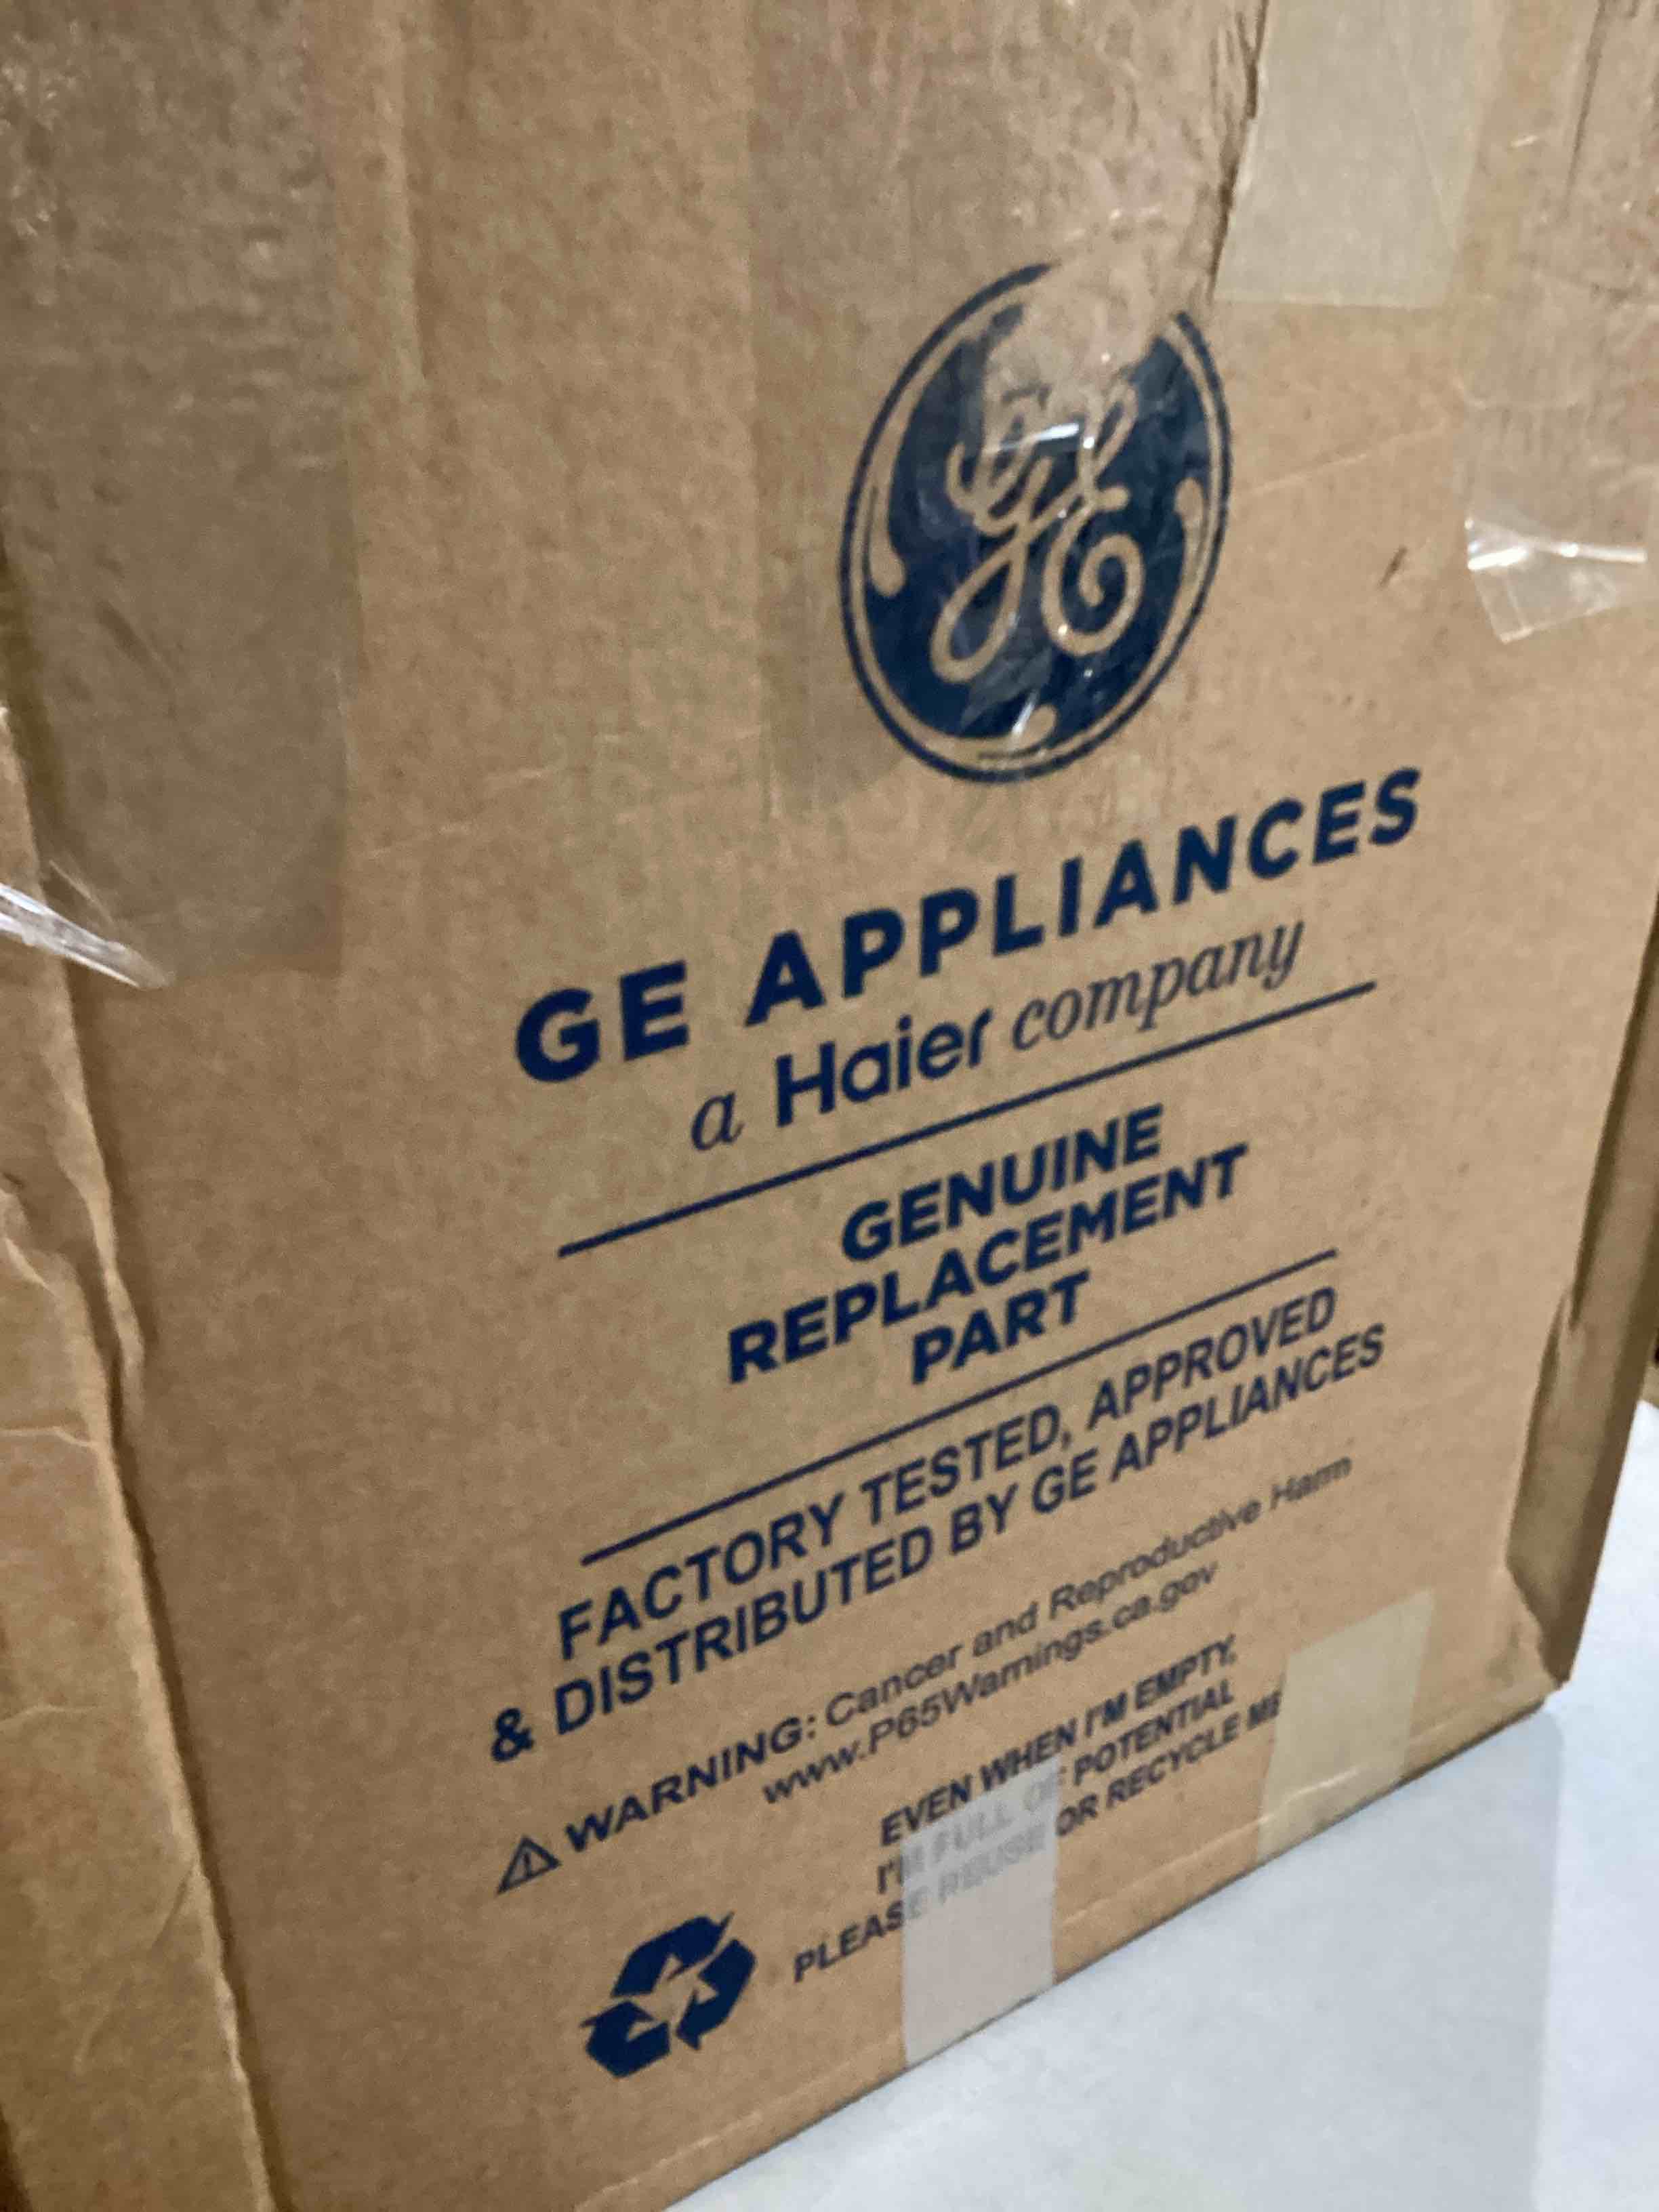 GE
GE APPLIANCES
a Haier company
GENUINE
REPLACEMENT
PART
FACTORY TESTED, APPROVED
& DISTRIBUTED BY GE APPLIANCES
⚠ WARNING: Cancer and Reproductive Harm
www.P65Warnings.ca.gov
EVEN WHEN I'M EMPTY,
I'M FULL OF POTENTIAL
PLEASE REUSE OR RECYCLE ME